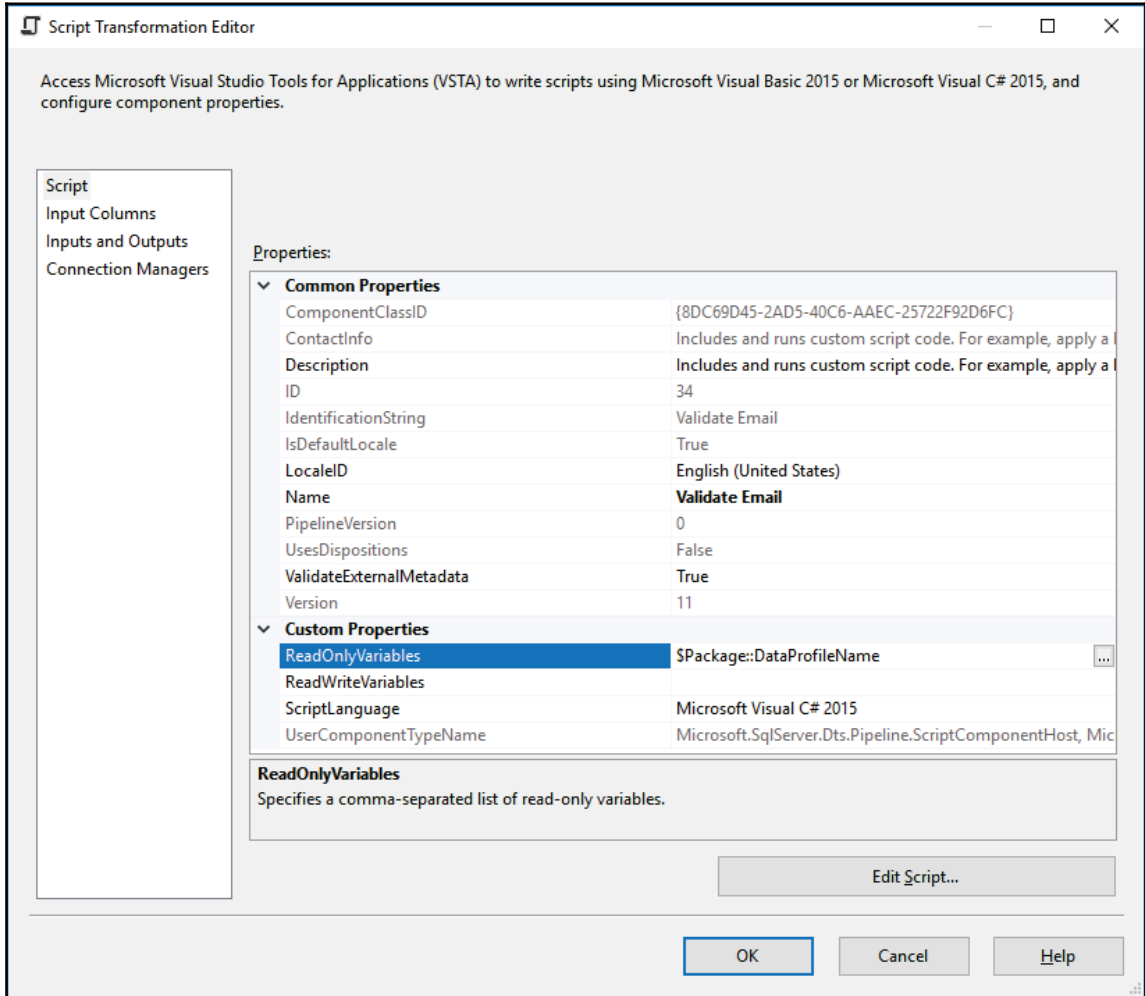 Script Transformation Editor
Access Microsoft Visual Studio Tools for Applications (VSTA) to write scripts using Microsoft Visual Basic 2015 or Microsoft Visual C# 2015, and
configure component properties.
Script
Input Columns
Inputs and Outputs
Connection Managers
Properties:
Common Properties
ComponentClassID {8DC69D45-2AD5-40C6-AAEC-25722F92D6FC}
ContactInfo Includes and runs custom script code. For example, apply a
Description Includes and runs custom script code. For example, apply a
ID 34
IdentificationString Validate Email
IsDefaultLocale True
LocaleID English (United States)
Name Validate Email
PipelineVersion 0
UsesDispositions False
ValidateExternalMetadata True
Version 11
Custom Properties
ReadOnlyVariables $Package::DataProfileName ...
ReadWriteVariables
ScriptLanguage Microsoft Visual C# 2015
UserComponentTypeName Microsoft.SqlServer.Dts.Pipeline.ScriptComponentHost, Mic
ReadOnlyVariables
Specifies a comma-separated list of read-only variables.
Edit Script...
OK Cancel Help